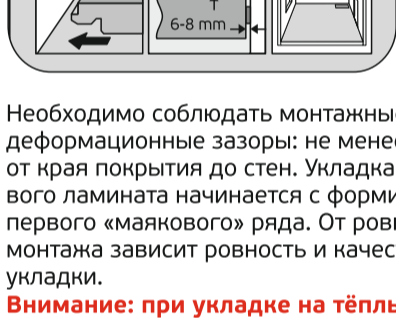 6-8 mm
Необходимо соблюдать монтажные
деформационные зазоры: не менее
от края покрытия до стен. Укладка
вого ламината начинается с форми
первого «маякового» ряда. От ровн
монтажа зависит ровность и качест
укладки.
Внимание: при укладке на тёплы